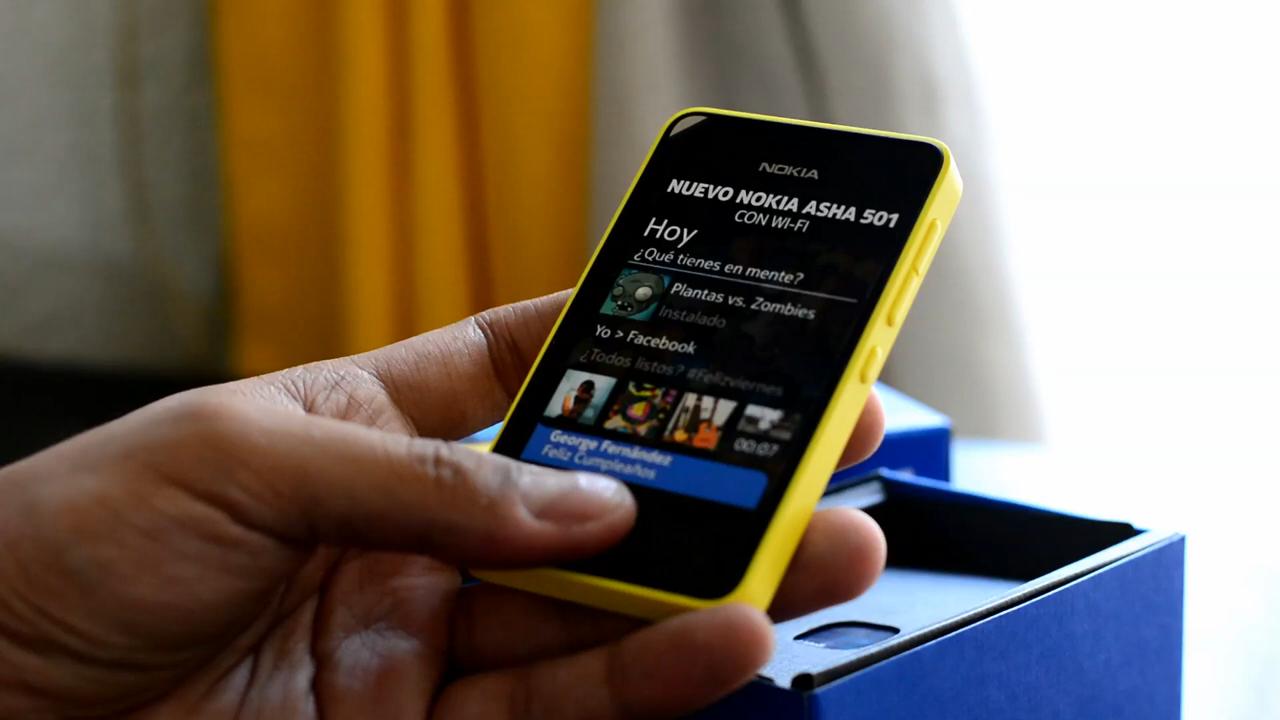 NOKIA
NUEVO NOKIA ASHA 501
CON WI-FI
Hoy
¿Qué tienes en mente?
Plantas vs. Zombies
Instalado
Yo > Facebook
¿Todos listos? #Felizviernes
00:07
George Fernández
Feliz Cumpleaños